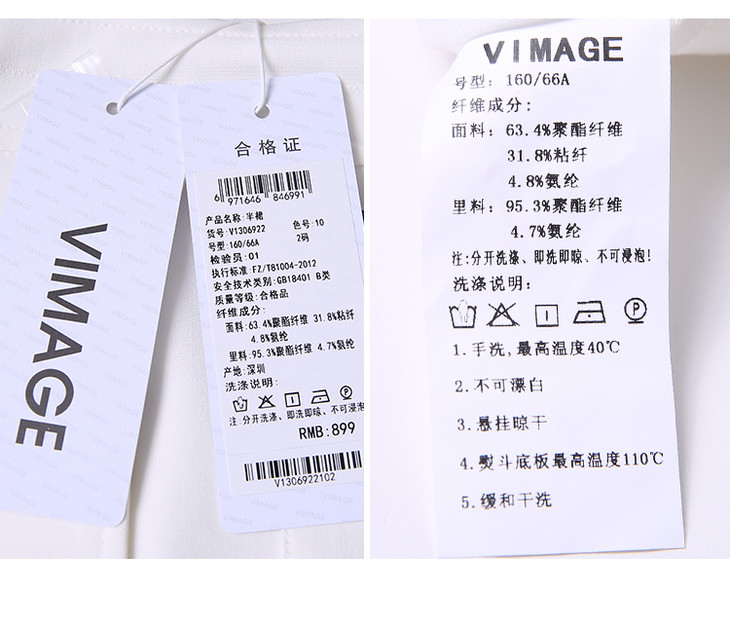 VIMAGE
合格证
6 971646 846991
产品名称:半裙
货号:V1306922 色号:10
号型:160/66A 2码
检验员:01
执行标准:FZ/T81004-2012
安全技术类别:GB18401 B类
质量等级:合格品
纤维成分:
面料:63.4%聚酯纤维 31.8%粘纤
4.8%氨纶
里料:95.3%聚酯纤维 4.7%氨纶
产地:深圳
洗涤说明:
P
注:分开洗涤、即洗即晾、不可浸泡
RMB:899
V1306922102
VIMAGE
号型: 160/66A
纤维成分:
面料: 63.4%聚酯纤维
31.8%粘纤
4.8%氨纶
里料: 95.3%聚酯纤维
4.7%氨纶
注:分开洗涤、即洗即晾、不可浸泡!
洗涤说明:
P
1.手洗,最高温度40℃
2.不可漂白
3.悬挂晾干
4.熨斗底板最高温度110℃
5.缓和干洗